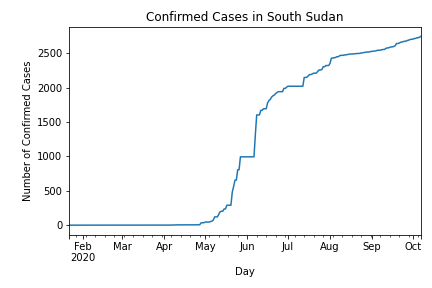 Confirmed Cases in South Sudan
Number of Confirmed Cases
2500
2000
1500
1000
500
0
Feb Mar Apr May Jun Jul Aug Sep Oct
2020
Day